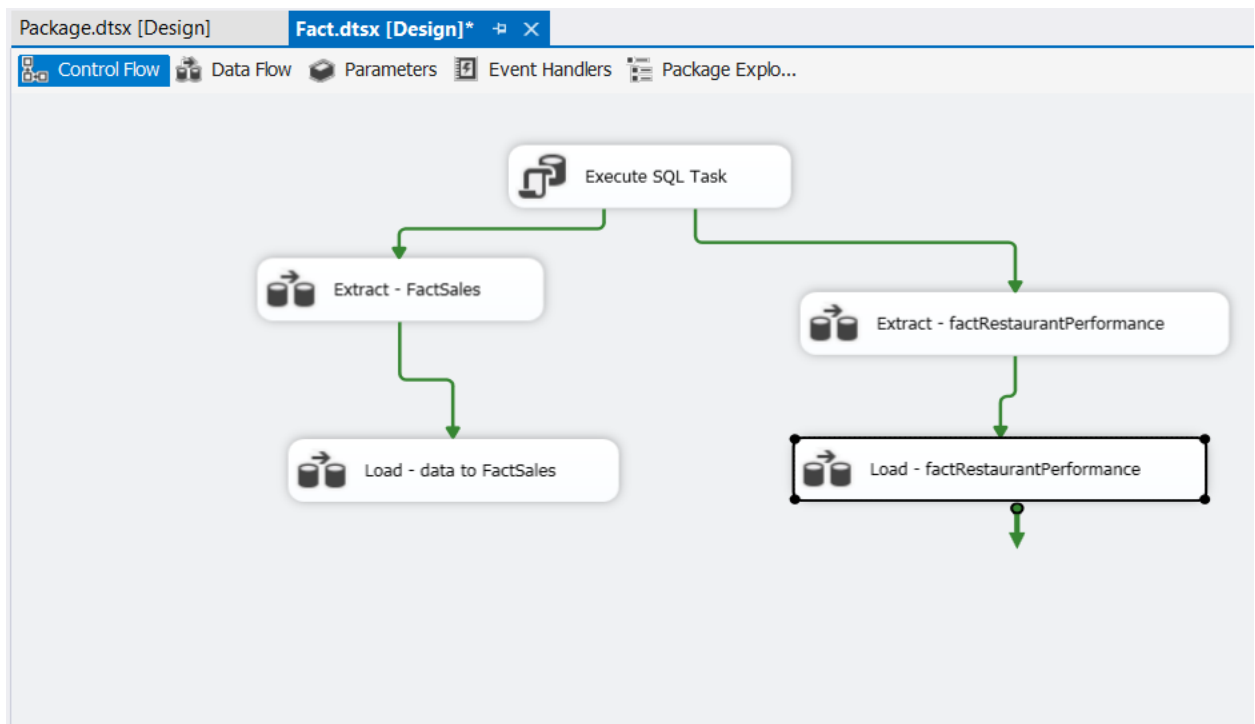 Package.dtsx [Design]
Fact.dtsx [Design]*
Control Flow Data Flow Parameters Event Handlers Package Explo...
Execute SQL Task
Extract - FactSales
Extract - factRestaurantPerformance
Load - data to FactSales
Load - factRestaurantPerformance